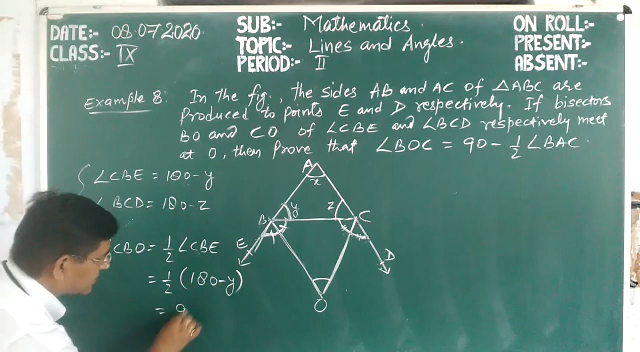 DATE:- 08.07.2020 SUB:- Mathematics. ON ROLL:-
CLASS:- IX TOPIC:- Lines and Angles. PRESENT:-
PERIOD:- II ABSENT:-
Example 8: In the fig., the sides AB and AC of △ABC are
produced to points E and D respectively. If bisectors
BO and CO of ∠CBE and ∠BCD respectively meet
at O, then prove that ∠BOC = 90 - 1/2 ∠BAC.
∠CBE = 180-y
∠BCD = 180-z
CBO = 1/2 ∠CBE
= 1/2 (180-y)
= 9
A
x
B y z C
E D
O